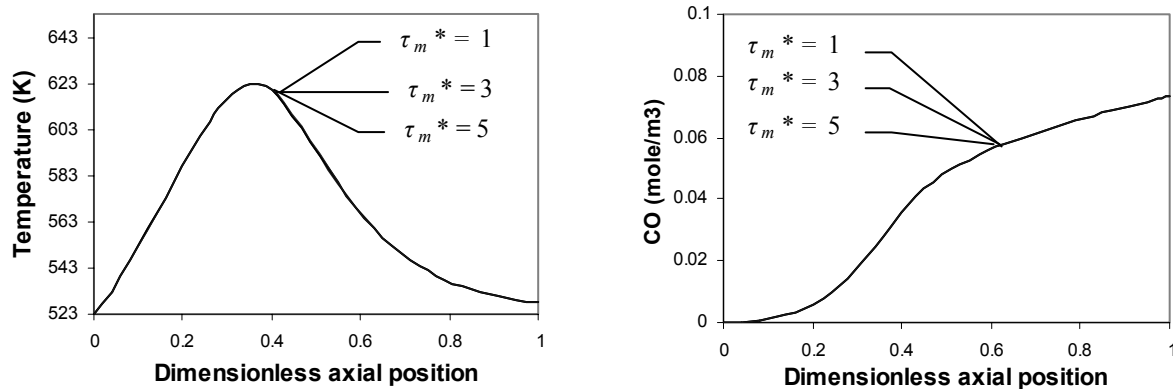 Temperature (K)
643
623
603
583
563
543
523
0
0.2
0.4
0.6
0.8
1
Dimensionless axial position
τm* = 1
τm* = 3
τm* = 5
CO (mole/m3)
0.1
0.08
0.06
0.04
0.02
0
0
0.2
0.4
0.6
0.8
1
Dimensionless axial position
τm* = 1
τm* = 3
τm* = 5